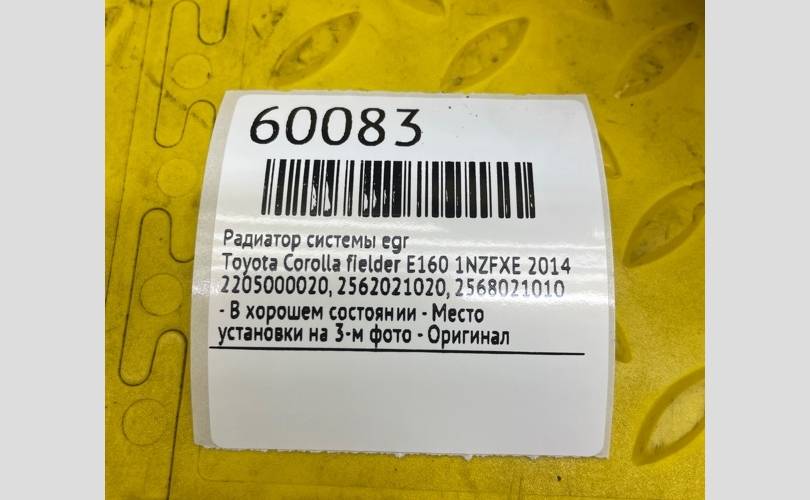 60083
Радиатор системы egr
Toyota Corolla fielder E160 1NZFXE 2014
2205000020, 2562021020, 2568021010
- В хорошем состоянии - Место
установки на 3-м фото - Оригинал